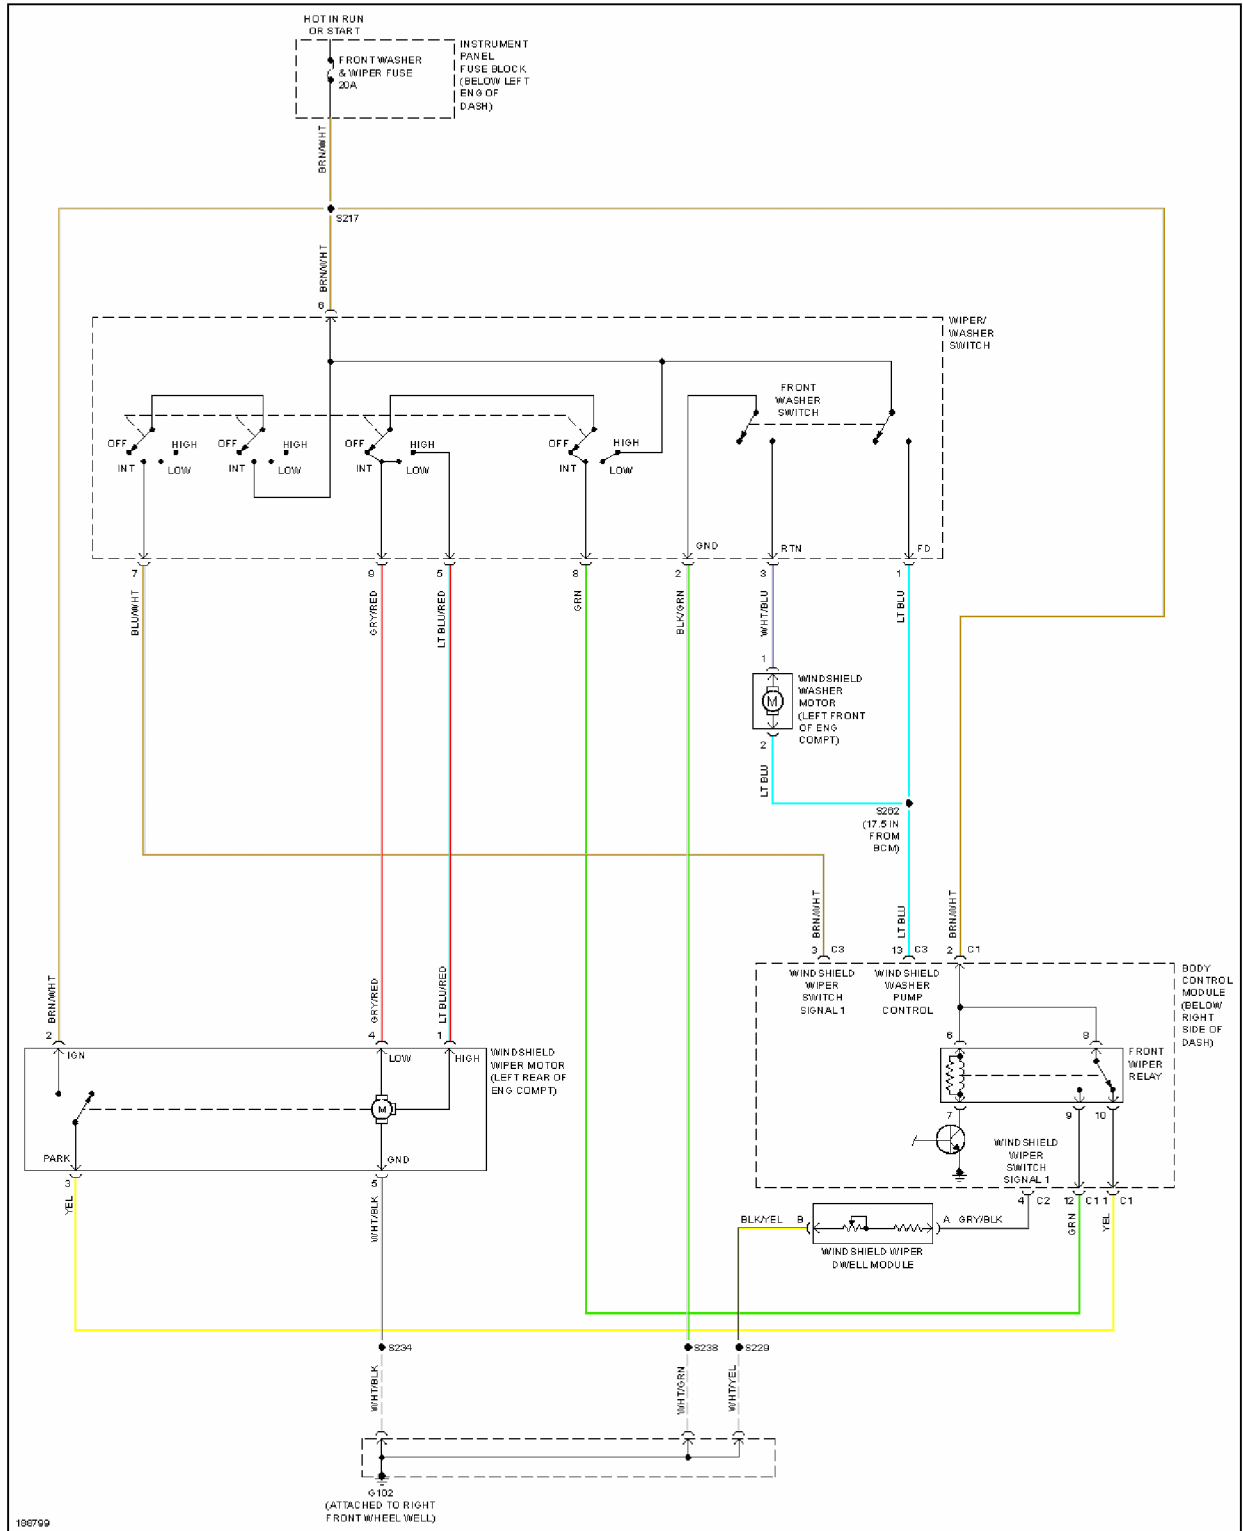 HOT IN RUN
OR START
FRONT WASHER
& WIPER FUSE
20A
INSTRUMENT
PANEL
FUSE BLOCK
(BELOW LEFT
ENG OF
DASH)
BRN/WHT
S217
BRN/WHT
6
WIPER/
WASHER
SWITCH
FRONT
WASHER
SWITCH
OFF
HIGH
INT
LOW
OFF
HIGH
INT
LOW
OFF
HIGH
INT
LOW
OFF
HIGH
INT
LOW
GND
RTN
FD
7
9
5
8
2
3
1
BLU/WHT
GRY/RED
LT BLU/RED
GRN
BLK/GRN
WHT/BLU
LT BLU
1
WINDSHIELD
WASHER
MOTOR
(LEFT FRONT
OF ENG
COMPT)
M
2
LT BLU
S262
(17.5 IN
FROM
BCM)
BRN/WHT
LT BLU
BRN/WHT
3 C3
13 C3
2 C1
WINDSHIELD
WIPER
SWITCH
SIGNAL 1
WINDSHIELD
WASHER
PUMP
CONTROL
BODY
CONTROL
MODULE
(BELOW
RIGHT
SIDE OF
DASH)
BRN/WHT
GRY/RED
LT BLU/RED
2
4
1
IGN
LOW
HIGH
WINDSHIELD
WIPER MOTOR
(LEFT REAR OF
ENG COMPT)
M
PARK
GND
3
5
YEL
WHT/BLK
6
8
FRONT
WIPER
RELAY
7
9
10
WINDSHIELD
WIPER
SWITCH
SIGNAL 1
4 C2
12 C1
1 C1
GRN
YEL
BLK/YEL
B
A
GRY/BLK
WINDSHIELD WIPER
DWELL MODULE
S234
S238
S229
WHT/BLK
WHT/GRN
WHT/YEL
G102
(ATTACHED TO RIGHT
FRONT WHEEL WELL)
186799